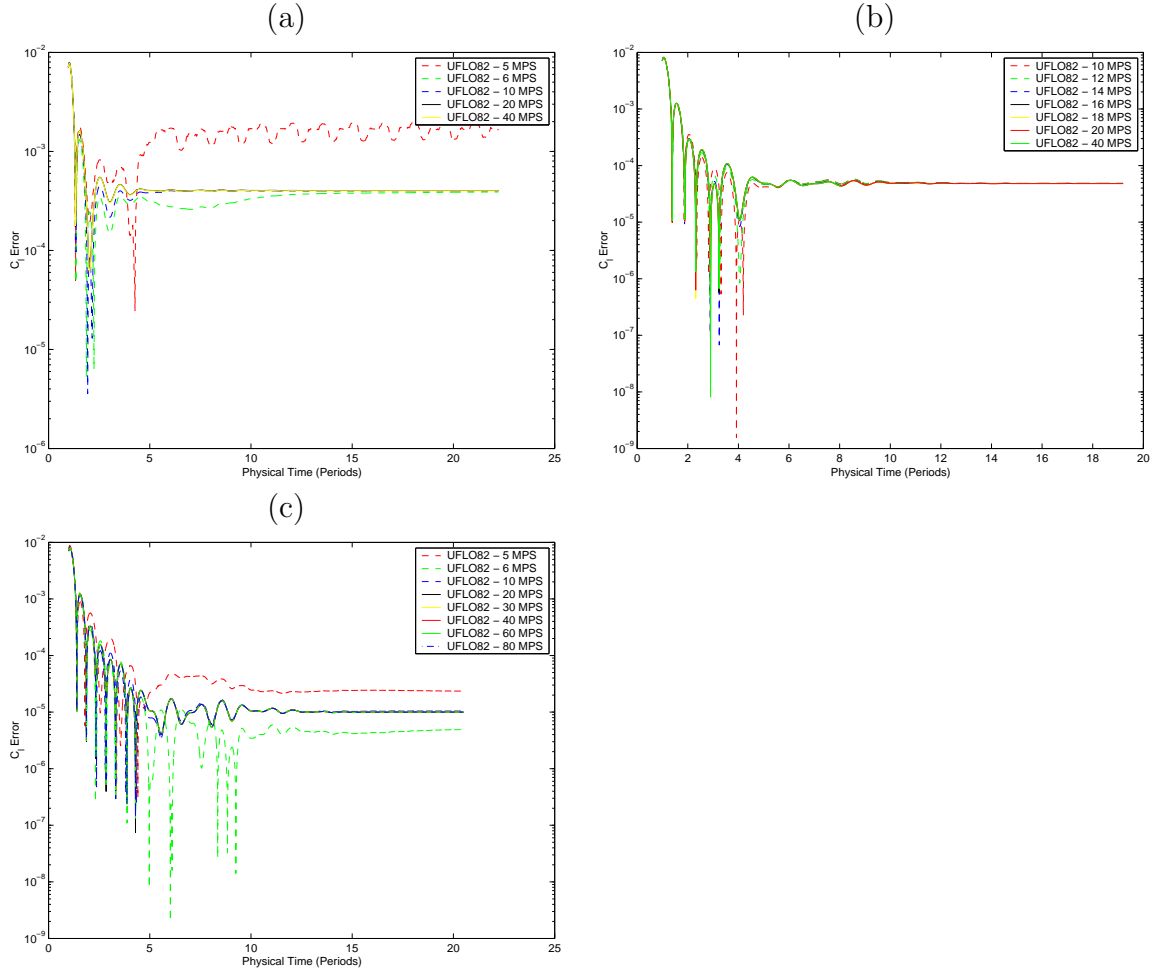 (a)
10^-2
10^-3
10^-4
10^-5
10^-6
C_l Error
0
5
10
15
20
25
Physical Time (Periods)
UFLO82 − 5 MPS
UFLO82 − 6 MPS
UFLO82 − 10 MPS
UFLO82 − 20 MPS
UFLO82 − 40 MPS
(b)
10^-2
10^-3
10^-4
10^-5
10^-6
10^-7
10^-8
10^-9
C_l Error
0
2
4
6
8
10
12
14
16
18
20
Physical Time (Periods)
UFLO82 − 10 MPS
UFLO82 − 12 MPS
UFLO82 − 14 MPS
UFLO82 − 16 MPS
UFLO82 − 18 MPS
UFLO82 − 20 MPS
UFLO82 − 40 MPS
(c)
10^-2
10^-3
10^-4
10^-5
10^-6
10^-7
10^-8
10^-9
C_l Error
0
5
10
15
20
25
Physical Time (Periods)
UFLO82 − 5 MPS
UFLO82 − 6 MPS
UFLO82 − 10 MPS
UFLO82 − 20 MPS
UFLO82 − 30 MPS
UFLO82 − 40 MPS
UFLO82 − 60 MPS
UFLO82 − 80 MPS